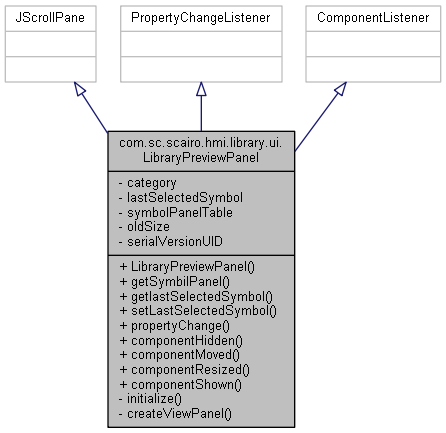 JScrollPane
PropertyChangeListener
ComponentListener
com.sc.scairo.hmi.library.ui.
LibraryPreviewPanel
- category
- lastSelectedSymbol
- symbolPanelTable
- oldSize
- serialVersionUID
+ LibraryPreviewPanel()
+ getSymbilPanel()
+ getlastSelectedSymbol()
+ setLastSelectedSymbol()
+ propertyChange()
+ componentHidden()
+ componentMoved()
+ componentResized()
+ componentShown()
- initialize()
- createViewPanel()